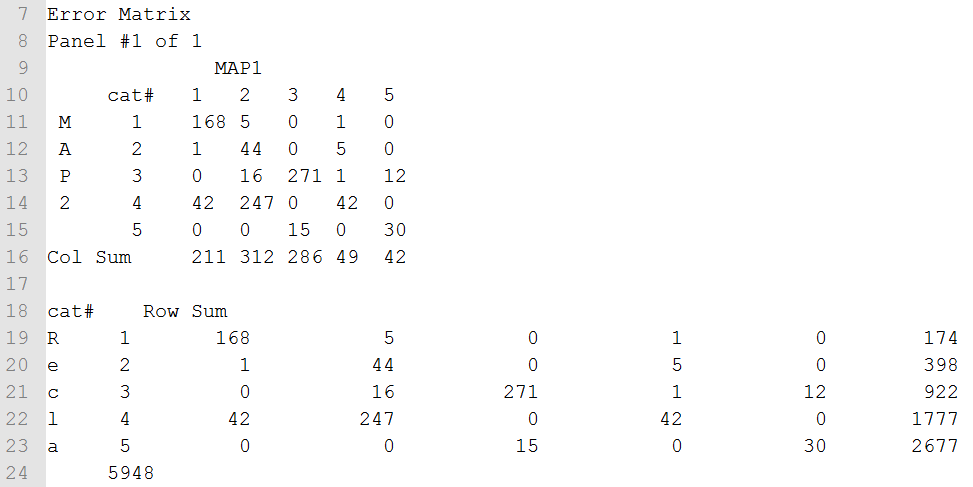 7 Error Matrix
8 Panel #1 of 1
9               MAP1
10      cat#   1   2   3   4   5
11  M     1    168 5   0   1   0
12  A     2    1   44  0   5   0
13  P     3    0   16  271 1   12
14  2     4    42  247 0   42  0
15        5    0   0   15  0   30
16 Col Sum     211 312 286 49  42
17
18 cat#    Row Sum
19 R     1       168           5           0           1           0         174
20 e     2         1          44           0           5           0         398
21 c     3         0          16         271           1          12         922
22 l     4        42         247           0          42           0        1777
23 a     5         0           0          15           0          30        2677
24      5948